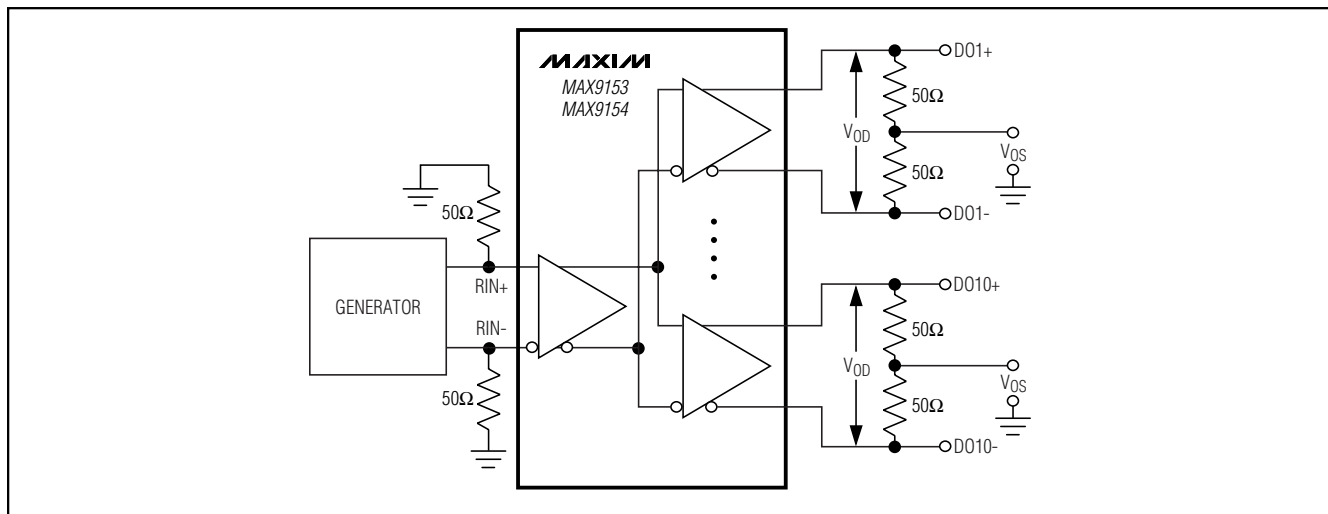 MAXIM
MAX9153
MAX9154
DO1+
50Ω
VOD
VOS
50Ω
DO1-
50Ω
GENERATOR
RIN+
RIN-
50Ω
DO10+
50Ω
VOD
VOS
50Ω
DO10-